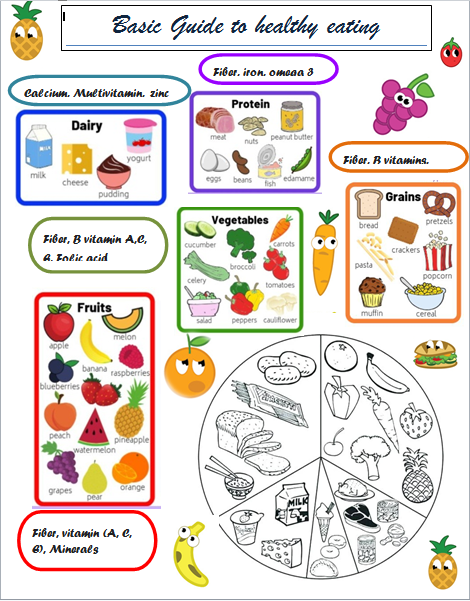 Basic Guide to healthy eating
Fiber, iron, omega 3
Calcium, Multivitamin, zinc
Protein
meat
nuts
peanut butter
eggs
beans
fish
edamame
Dairy
milk
cheese
yogurt
pudding
Fiber, B vitamins.
Grains
bread
pretzels
crackers
pasta
popcorn
muffin
cereal
Fiber, B vitamin A,C,
6, Folic acid
Vegetables
cucumber
broccoli
carrots
celery
tomatoes
salad
peppers
cauliflower
Fruits
apple
melon
banana
raspberries
blueberries
peach
watermelon
pineapple
grapes
pear
orange
SPAGHETTI
MILK
Fiber, vitamin (A, C,
6), Minerals